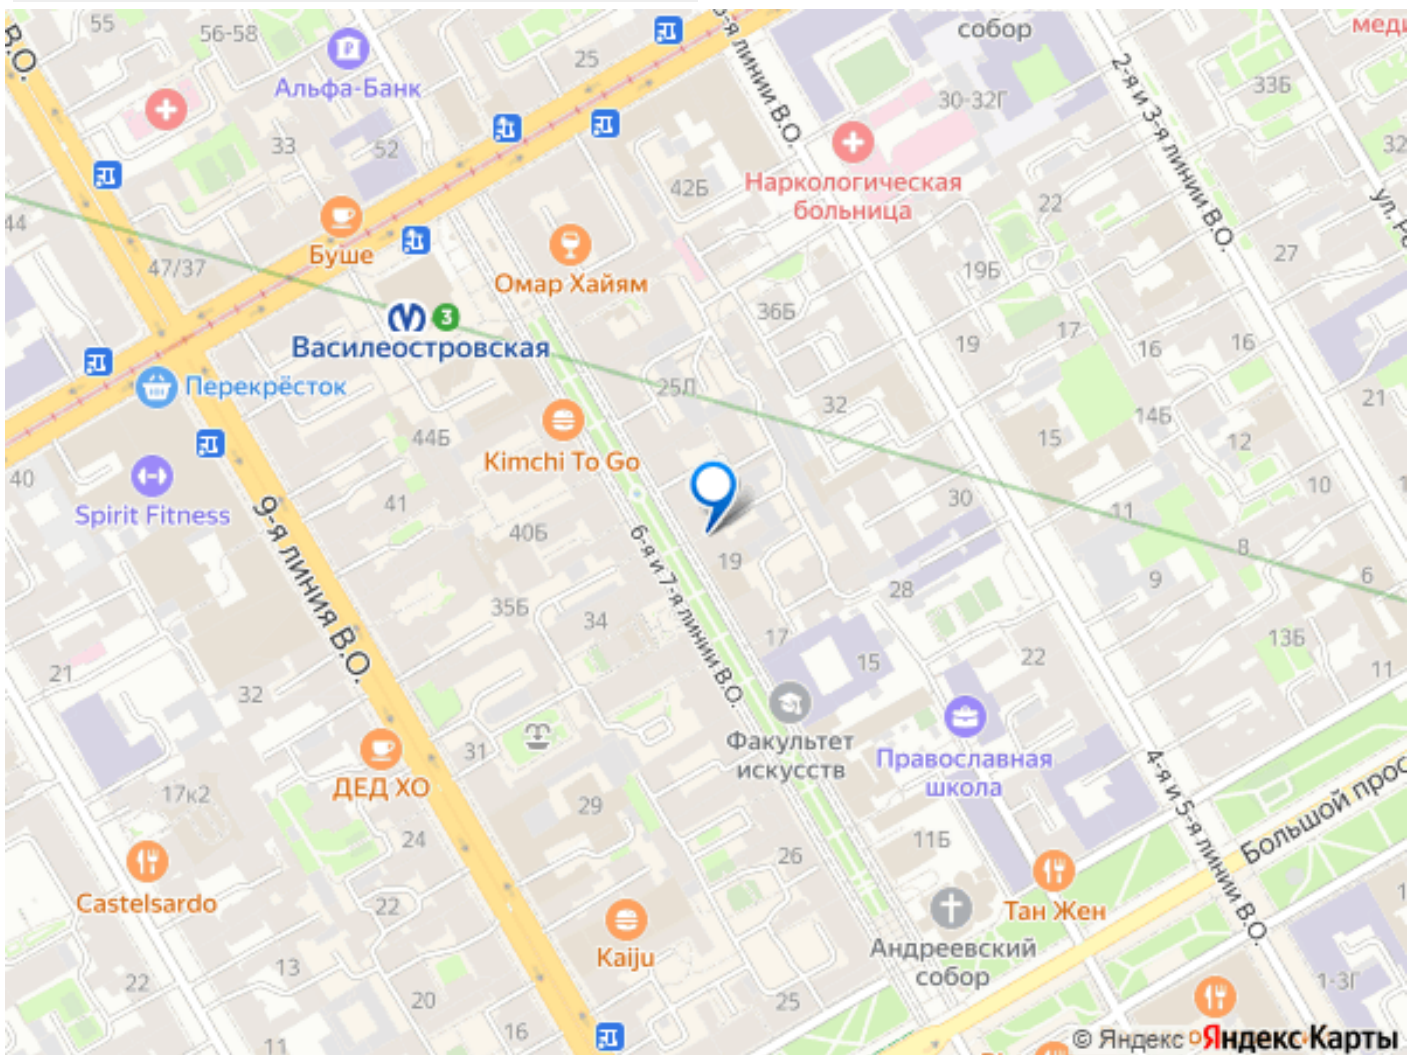 55
56-58
25
собор
меди
В.О.
Альфа-Банк
5-я линии В.О.
30-32Г
2-я и 3-я линии В.О.
33Б
33
52
42Б
Наркологическая
больница
32
22
ул. Ре
44
47/37
Буше
Омар Хайям
19Б
27
36Б
3
Василеостровская
19
17
16
16
Перекрёсток
25Л
32
21
44Б
15
14Б
12
Kimchi To Go
40
Spirit Fitness
41
9-я линия В.О.
40Б
30
11
10
1
6-я и 7-я линии В.О.
19
8
9
6
28
35Б
34
17
13Б
21
15
22
11
32
Факультет
искусств
Православная
школа
4-я и 5-я линии В.О.
31
ДЕД ХО
17к2
29
Большой прос
24
26
11Б
Castelsardo
22
Тан Жен
Kaiju
Андреевский
собор
13
22
20
25
1-3Г
16
11
© Яндекс Яндекс Карты